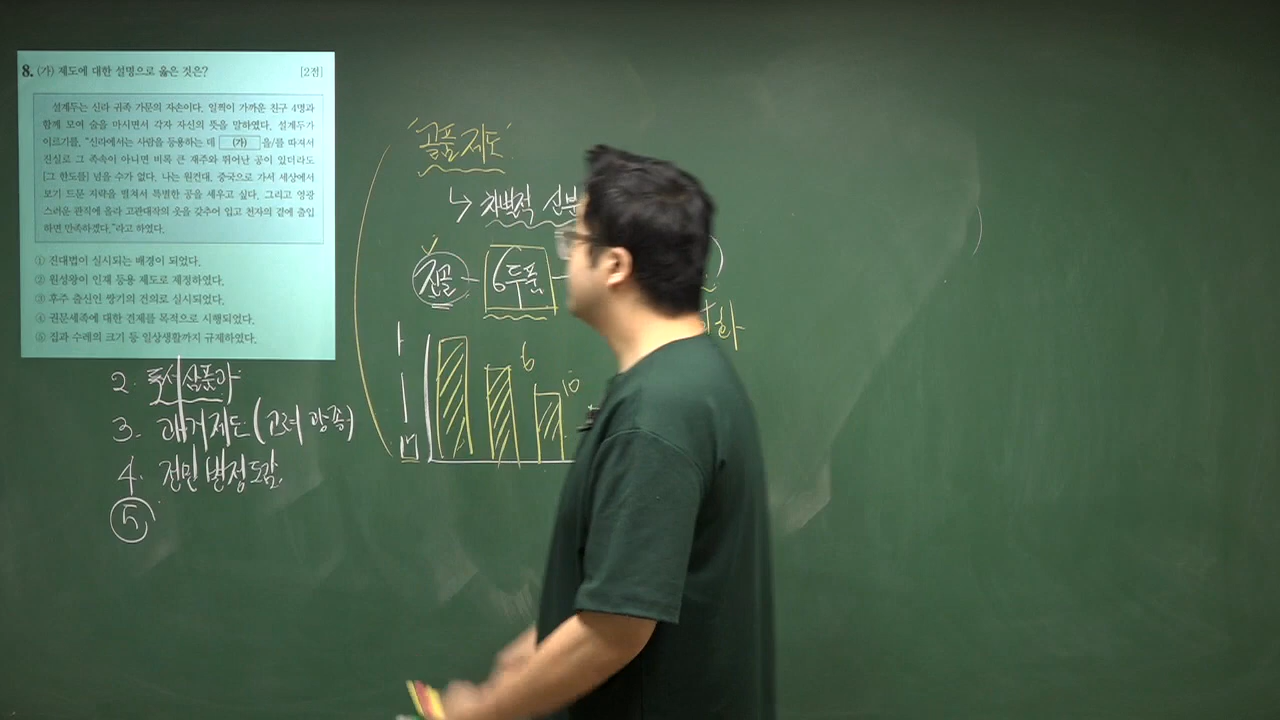 8. (가) 제도에 대한 설명으로 옳은 것은? [2점]
설계두는 신라 귀족 가문의 자손이다. 일찍이 가까운 친구 4명과
함께 모여 술을 마시면서 각자 자신의 뜻을 말하였다. 설계두가
이르기를, "신라에서는 사람을 등용하는 데 (가) 을/를 따져서
진실로 그 족속이 아니면 비록 큰 재주와 뛰어난 공이 있더라도
[그 한도를] 넘을 수가 없다. 나는 원컨대, 중국으로 가서 세상에서
보기 드문 지략을 펼쳐서 특별한 공을 세우고 싶다. 그리고 영광
스러운 관직에 올라 고관대작의 옷을 갖추어 입고 천자의 곁에 출입
하면 만족하겠다."라고 하였다.
① 진대법이 실시되는 배경이 되었다.
② 원성왕이 인재 등용 제도로 제정하였다.
③ 후주 출신인 쌍기의 건의로 실시되었다.
④ 권문세족에 대한 견제를 목적으로 시행되었다.
⑤ 집과 수레의 크기 등 일상생활까지 규제하였다.
2. 독서삼품과
3. 과거제도 (고려 광종)
4. 전민변정도감
⑤
'골품제도'
↳ 차별적 신분
진골 - 6두품 -
화
1
6
10